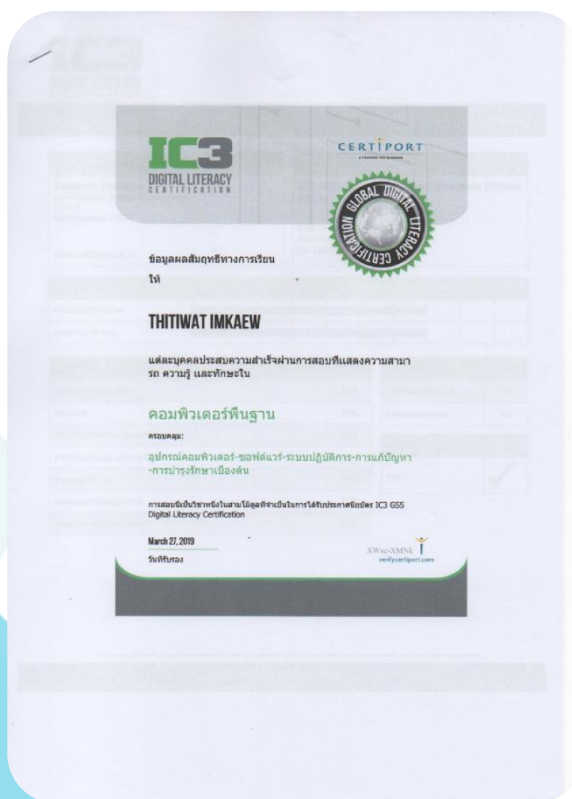 IC3
DIGITAL LITERACY
CERTIFICATION
CERTIPORT
GLOBAL DIGITAL LITERACY CERTIFICATION
ข้อมูลผลสัมฤทธิ์ทางการเรียน
ให้
THITIWAT IMKAEW
แต่ละบุคคลประสบความสำเร็จผ่านการสอบที่แสดงความสามา
รถ ความรู้ และทักษะใน
คอมพิวเตอร์พื้นฐาน
ครอบคลุม:
อุปกรณ์คอมพิวเตอร์-ซอฟต์แวร์-ระบบปฏิบัติการ-การแก้ปัญหา
-การบำรุงรักษาเบื้องต้น
การสอบนี้เป็นวิชาหนึ่งในสามโมดูลที่จำเป็นในการได้รับประกาศนียบัตร IC3 GS5
Digital Literacy Certification
March 27, 2019
วันที่รับรอง
verify.certiport.com